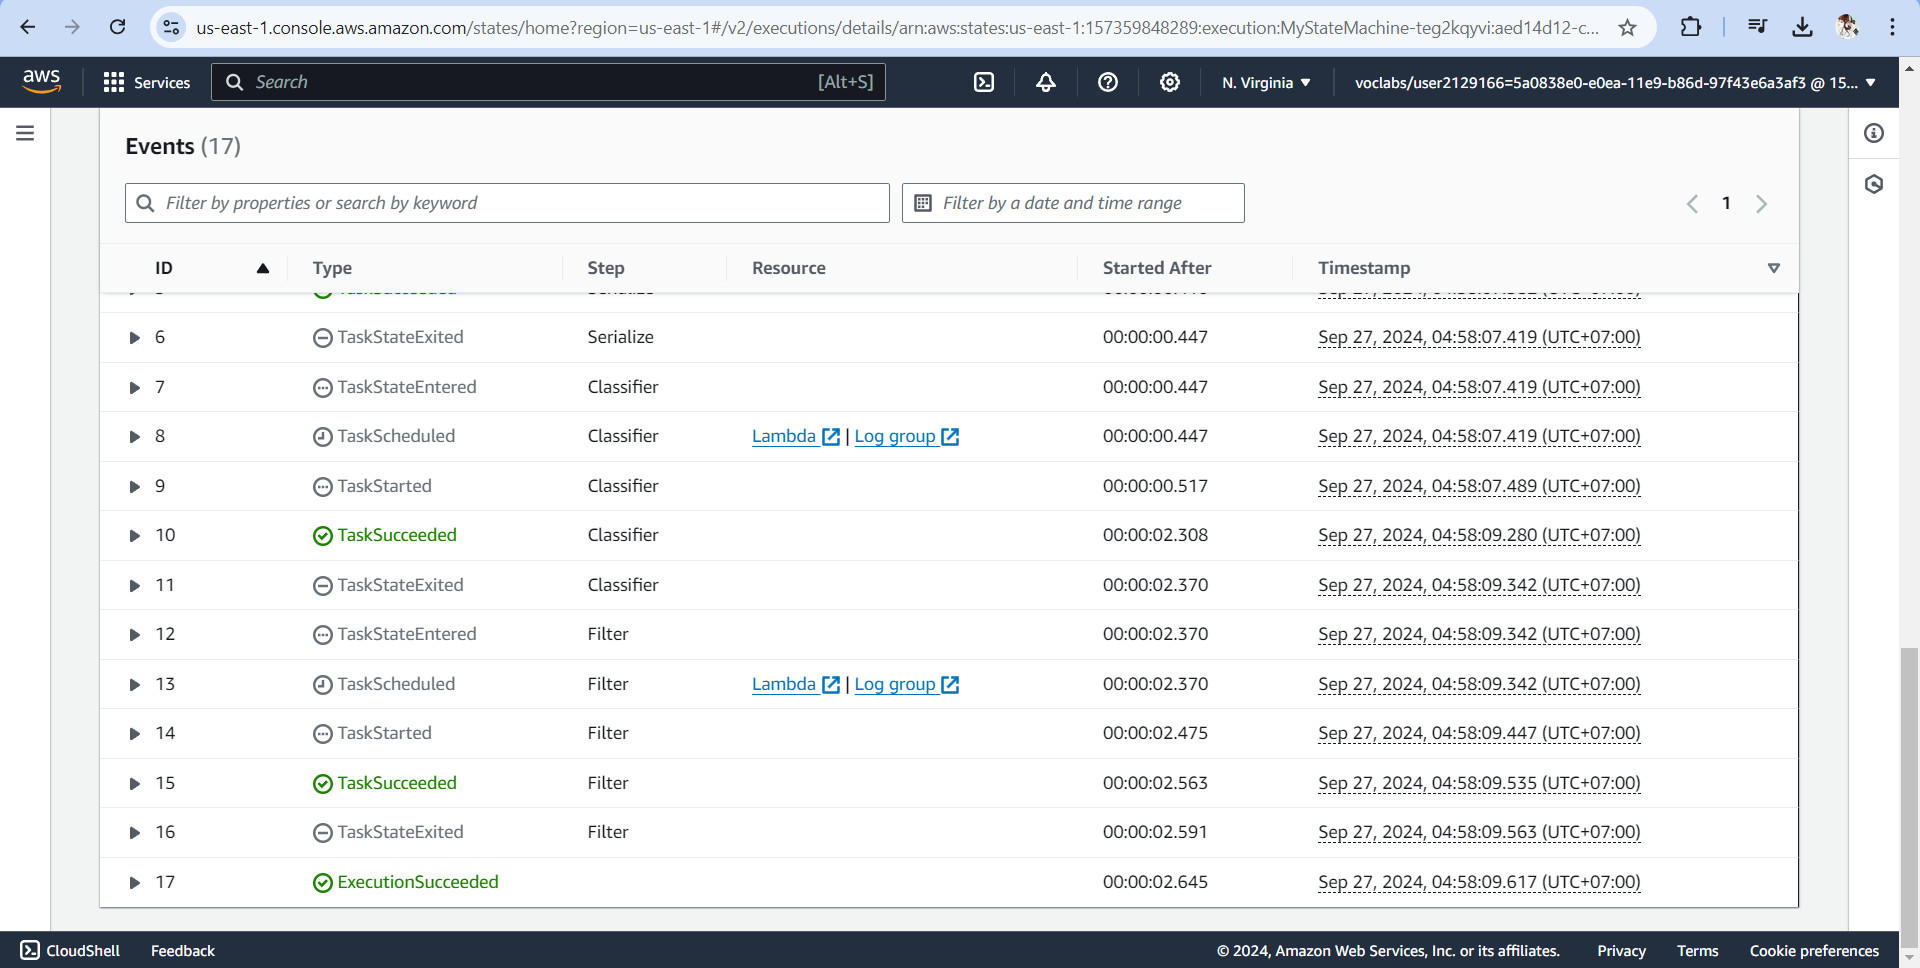 us-east-1.console.aws.amazon.com/states/home?region=us-east-1#/v2/executions/details/arn:aws:states:us-east-1:157359848289:execution:MyStateMachine-teg2kqyvi:aed14d12-c...
aws Services Search [Alt+S] N. Virginia voclabs/user2129166=5a0838e0-e0ea-11e9-b86d-97f43e6a3af3 @ 15...
Events (17)
Filter by properties or search by keyword Filter by a date and time range 1
ID Type Step Resource Started After Timestamp
6 TaskStateExited Serialize 00:00:00.447 Sep 27, 2024, 04:58:07.419 (UTC+07:00)
7 TaskStateEntered Classifier 00:00:00.447 Sep 27, 2024, 04:58:07.419 (UTC+07:00)
8 TaskScheduled Classifier Lambda | Log group 00:00:00.447 Sep 27, 2024, 04:58:07.419 (UTC+07:00)
9 TaskStarted Classifier 00:00:00.517 Sep 27, 2024, 04:58:07.489 (UTC+07:00)
10 TaskSucceeded Classifier 00:00:02.308 Sep 27, 2024, 04:58:09.280 (UTC+07:00)
11 TaskStateExited Classifier 00:00:02.370 Sep 27, 2024, 04:58:09.342 (UTC+07:00)
12 TaskStateEntered Filter 00:00:02.370 Sep 27, 2024, 04:58:09.342 (UTC+07:00)
13 TaskScheduled Filter Lambda | Log group 00:00:02.370 Sep 27, 2024, 04:58:09.342 (UTC+07:00)
14 TaskStarted Filter 00:00:02.475 Sep 27, 2024, 04:58:09.447 (UTC+07:00)
15 TaskSucceeded Filter 00:00:02.563 Sep 27, 2024, 04:58:09.535 (UTC+07:00)
16 TaskStateExited Filter 00:00:02.591 Sep 27, 2024, 04:58:09.563 (UTC+07:00)
17 ExecutionSucceeded 00:00:02.645 Sep 27, 2024, 04:58:09.617 (UTC+07:00)
CloudShell Feedback © 2024, Amazon Web Services, Inc. or its affiliates. Privacy Terms Cookie preferences